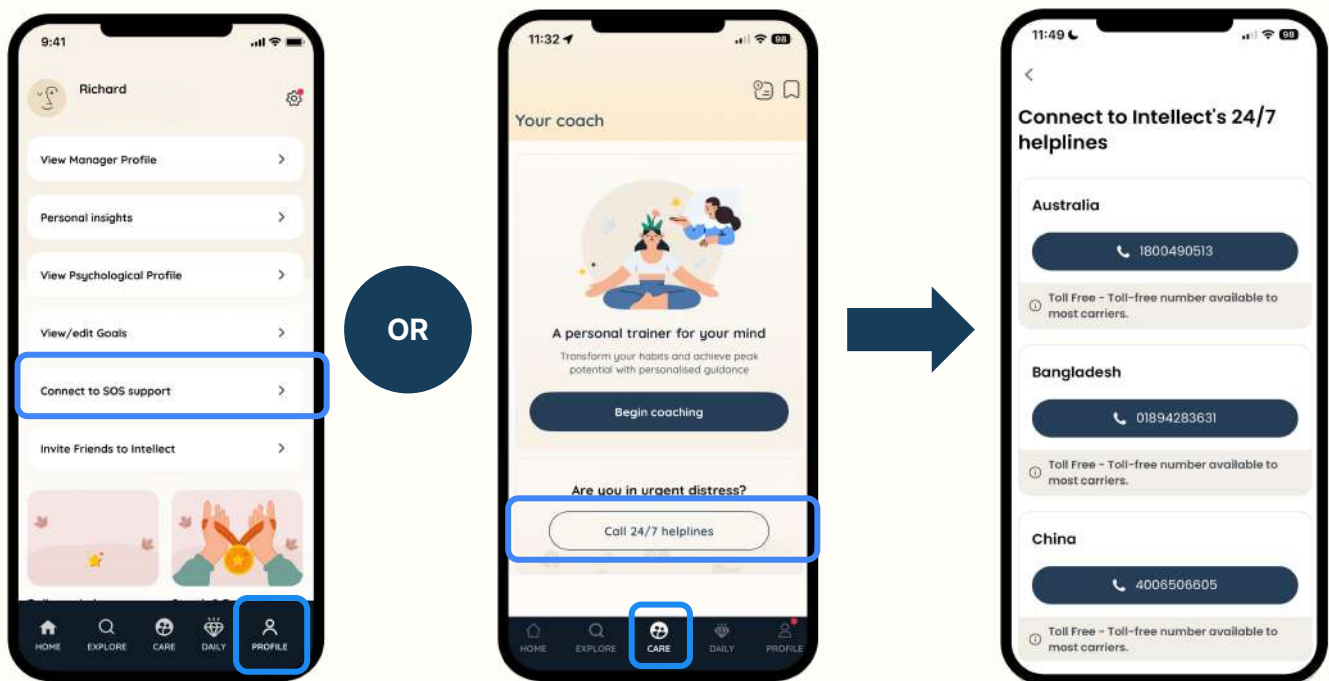 9:41
Richard
View Manager Profile
Personal insights
View Psychological Profile
View/edit Goals
Connect to SOS support
Invite Friends to Intellect
HOME
EXPLORE
CARE
DAILY
PROFILE
OR
11:32
98
Your coach
A personal trainer for your mind
Transform your habits and achieve peak
potential with personalised guidance
Begin coaching
Are you in urgent distress?
Call 24/7 helplines
HOME
EXPLORE
CARE
DAILY
PROFILE
11:49
98
Connect to Intellect's 24/7
helplines
Australia
1800490513
Toll Free - Toll-free number available to
most carriers.
Bangladesh
01894283631
Toll Free - Toll-free number available to
most carriers.
China
4006506605
Toll Free - Toll-free number available to
most carriers.